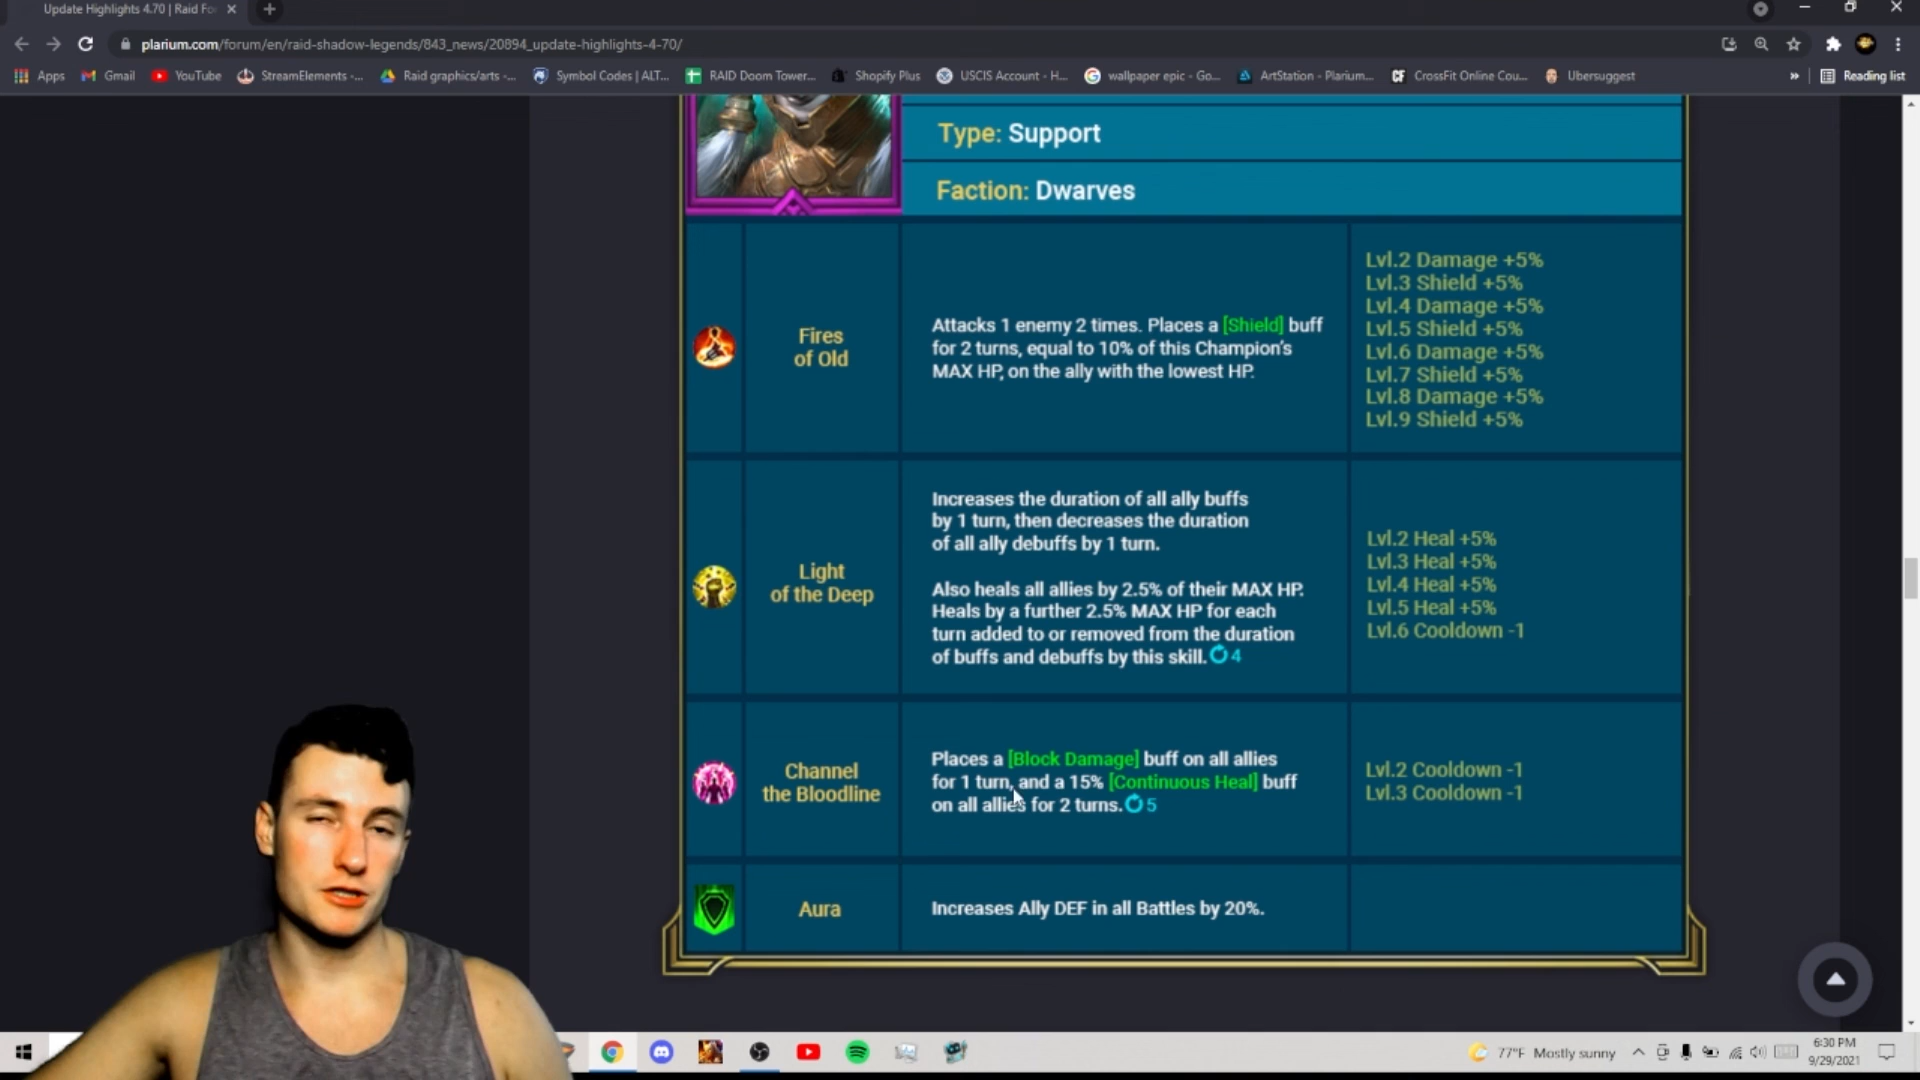 Update Highlights 4.70 | Raid Fo
plarium.com/forum/en/raid-shadow-legends/843_news/20894_update-highlights-4-70/
Apps
Gmail
YouTube
StreamElements -...
Raid graphics/arts -...
Symbol Codes | ALT...
RAID Doom Tower...
Shopify Plus
USCIS Account - H...
wallpaper epic - Go...
ArtStation - Plarium...
CrossFit Online Cou...
Ubersuggest
»
Reading list
Type: Support
Faction: Dwarves
Fires
of Old
Attacks 1 enemy 2 times. Places a [Shield] buff
for 2 turns, equal to 10% of this Champion's
MAX HP, on the ally with the lowest HP.
Lvl.2 Damage +5%
Lvl.3 Shield +5%
Lvl.4 Damage +5%
Lvl.5 Shield +5%
Lvl.6 Damage +5%
Lvl.7 Shield +5%
Lvl.8 Damage +5%
Lvl.9 Shield +5%
Light
of the Deep
Increases the duration of all ally buffs
by 1 turn, then decreases the duration
of all ally debuffs by 1 turn.
Also heals all allies by 2.5% of their MAX HP.
Heals by a further 2.5% MAX HP for each
turn added to or removed from the duration
of buffs and debuffs by this skill. 4
Lvl.2 Heal +5%
Lvl.3 Heal +5%
Lvl.4 Heal +5%
Lvl.5 Heal +5%
Lvl.6 Cooldown -1
Channel
the Bloodline
Places a [Block Damage] buff on all allies
for 1 turn, and a 15% [Continuous Heal] buff
on all allies for 2 turns. 5
Lvl.2 Cooldown -1
Lvl.3 Cooldown -1
Aura
Increases Ally DEF in all Battles by 20%.
77°F Mostly sunny
6:30 PM
9/29/2021